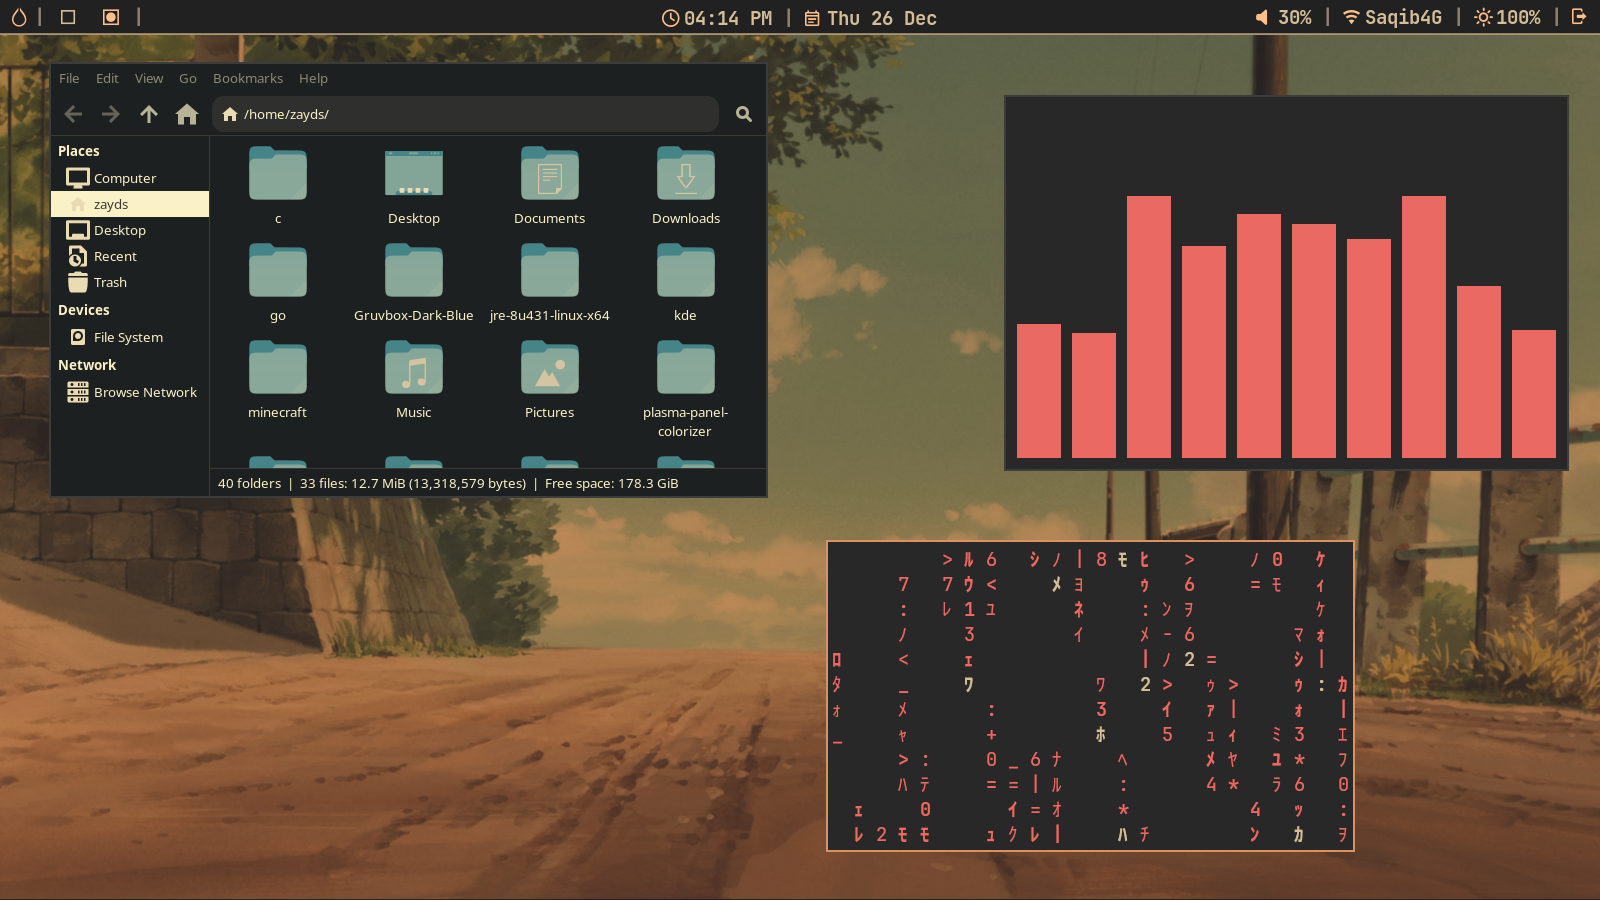 04:14 PM | Thu 26 Dec
30% | Saqib4G | 100% |
File Edit View Go Bookmarks Help
/home/zayds/
Places
Computer
zayds
Desktop
Recent
Trash
Devices
File System
Network
Browse Network
c Desktop Documents Downloads
go Gruvbox-Dark-Blue jre-8u431-linux-x64 kde
minecraft Music Pictures plasma-panel-
colorizer
40 folders | 33 files: 12.7 MiB (13,318,579 bytes) | Free space: 178.3 GiB
> ル 6 シ ノ | 8 モ ヒ > ノ 0 ケ
7 7 ウ < メ ヨ ゥ 6 = モ ィ
: レ 1 ユ ネ : ン ヲ ケ
ノ 3 イ メ - 6 マ ォ
ロ < ェ | ノ 2 = シ |
タ _ ワ ワ 2 > ゥ > ゥ : カ
ォ メ : 3 イ ァ | ォ |
_ ャ + ホ 5 ュ ィ ミ 3 エ
> : 0 _ 6 ナ ヘ メ ヤ ユ * フ
ハ テ = = | ル : 4 * ラ 6 0
ェ 0 イ = オ * 4 ッ :
レ 2 モ モ ュ ク レ | ハ チ ン カ ヲ